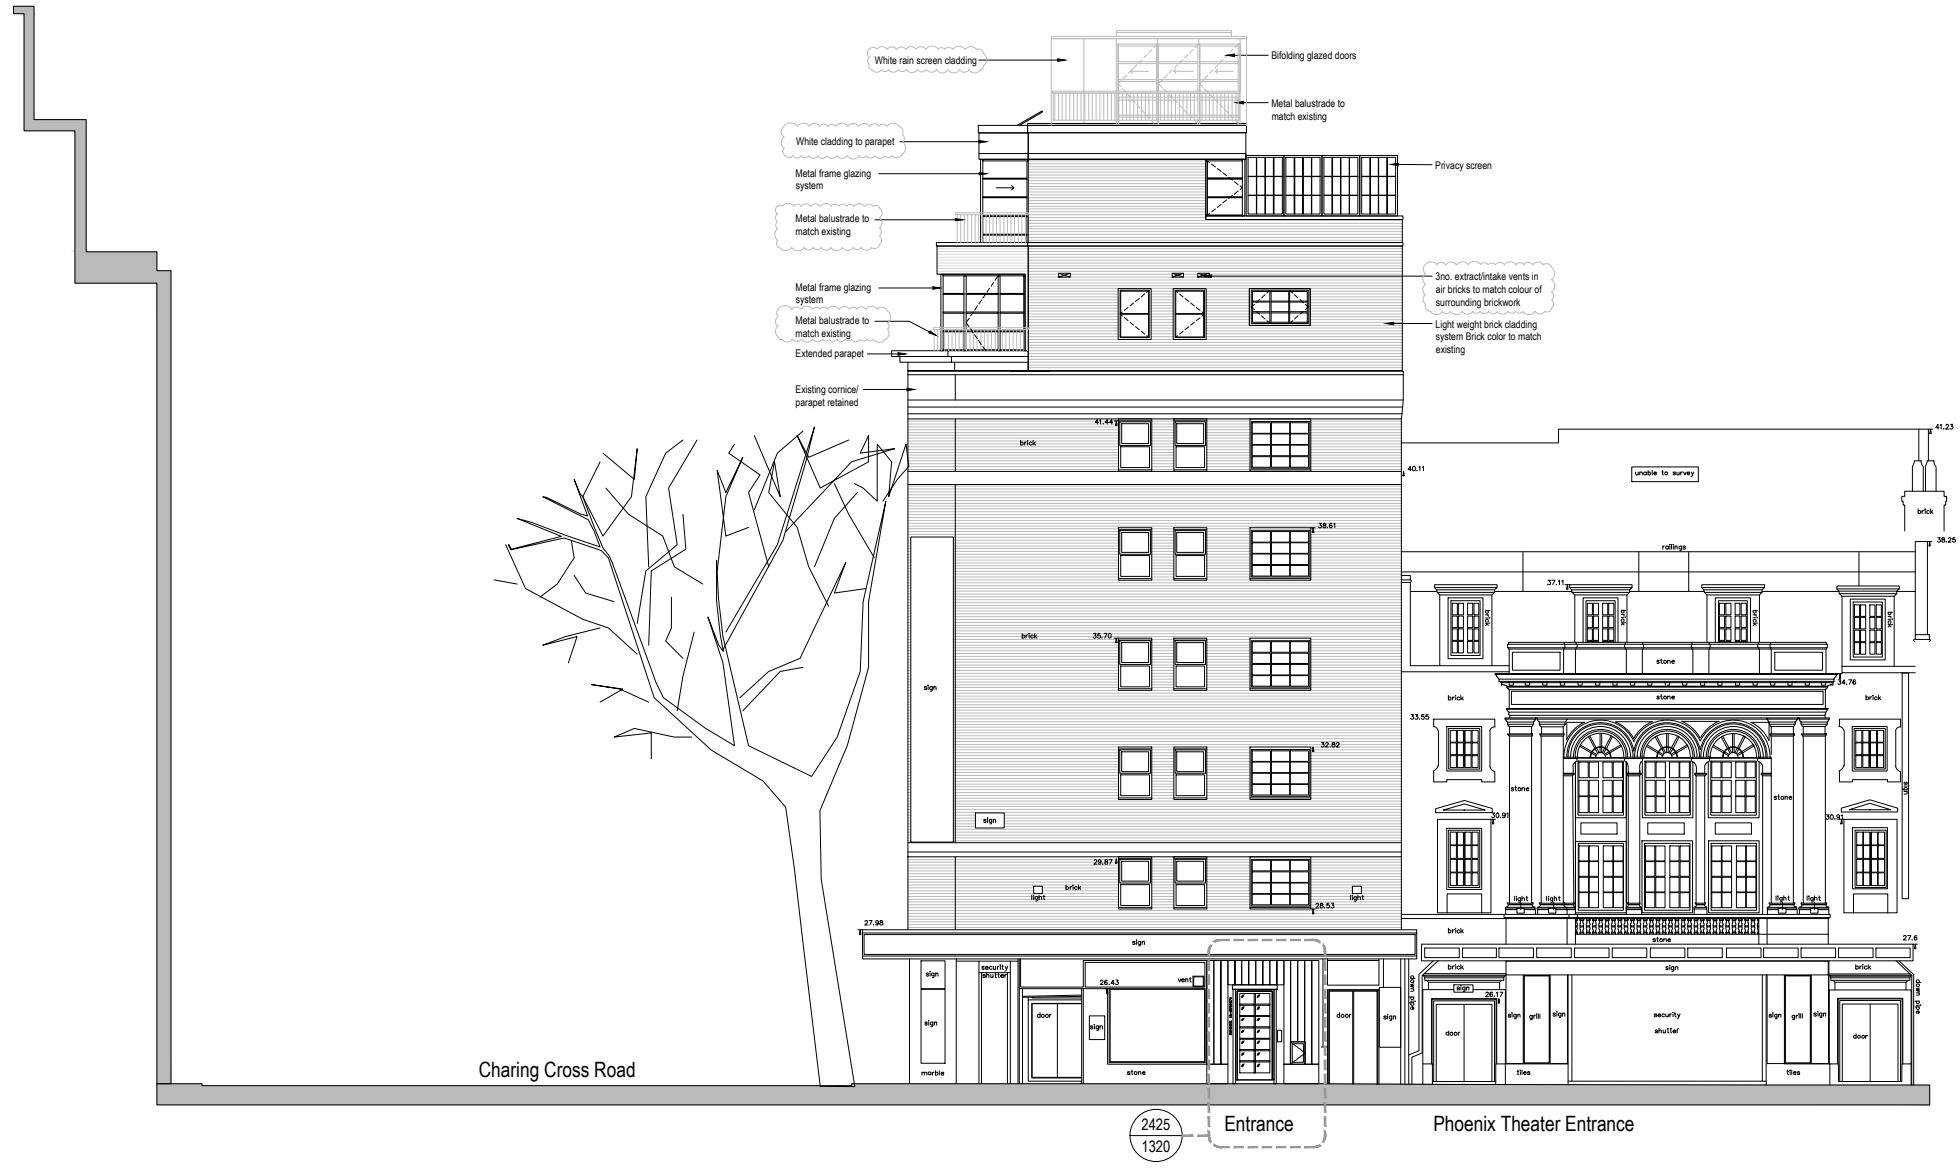 White rain screen cladding
Bifolding glazed doors
Metal balustrade to
match existing
White cladding to parapet
Metal frame glazing
system
Privacy screen
Metal balustrade to
match existing
3no. extract/intake vents in
air bricks to match colour of
surrounding brickwork
Metal frame glazing
system
Metal balustrade to
match existing
Light weight brick cladding
system Brick color to match
existing
Extended parapet
Existing cornice/
parapet retained
41.44
brick
41.23
40.11
unable to survey
brick
38.61
38.25
railings
37.11
brick
brick
brick
brick
brick
35.70
stone
sign
34.76
brick
stone
brick
33.55
32.82
sign
stone
stone
sign
30.91
30.91
29.87
brick
light
light
28.53
light
light
light
light
27.98
sign
brick
stone
27.6
sign
security
shutter
vent
26.43
brick
sign
brick
sign
26.17
down pipe
down pipe
sign
door
sign
door
sign
door
sign
grill
sign
security
shutter
sign
grill
sign
door
marble
stone
tiles
tiles
Charing Cross Road
2425
1320
Entrance
Phoenix Theater Entrance